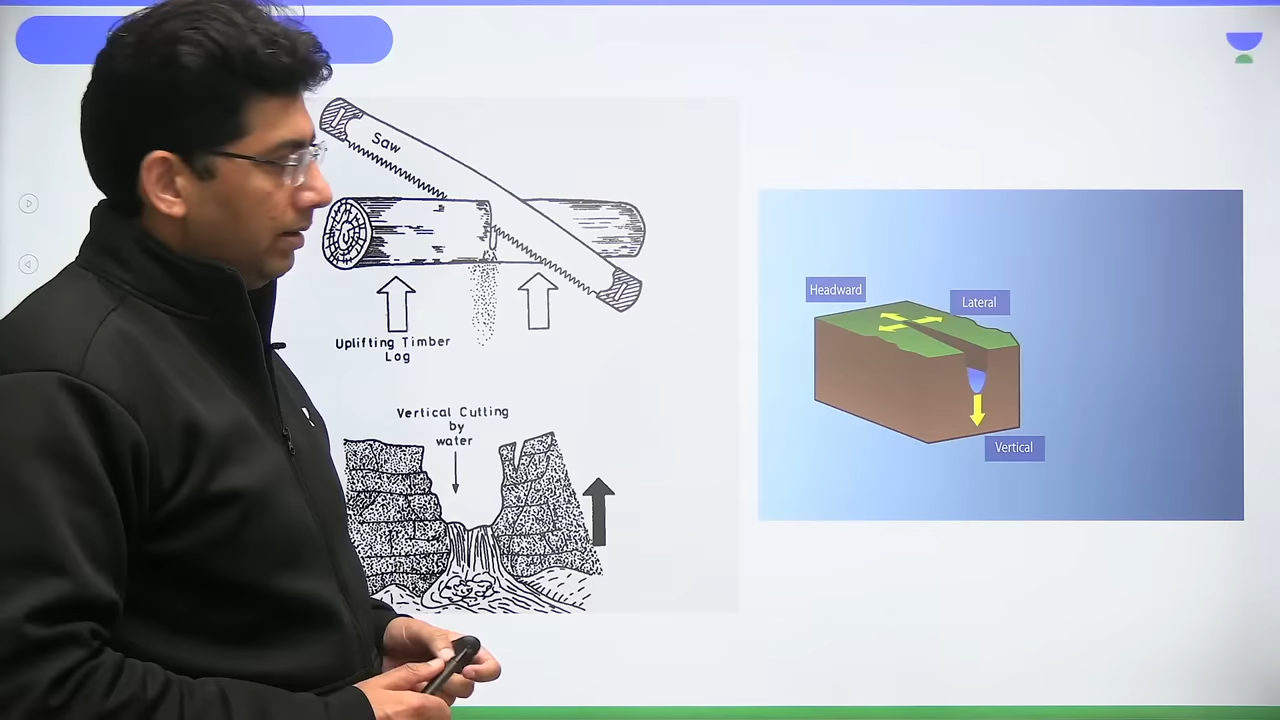 Saw
Uplifting Timber
Log
Vertical Cutting
by
water
Headward
Lateral
Vertical